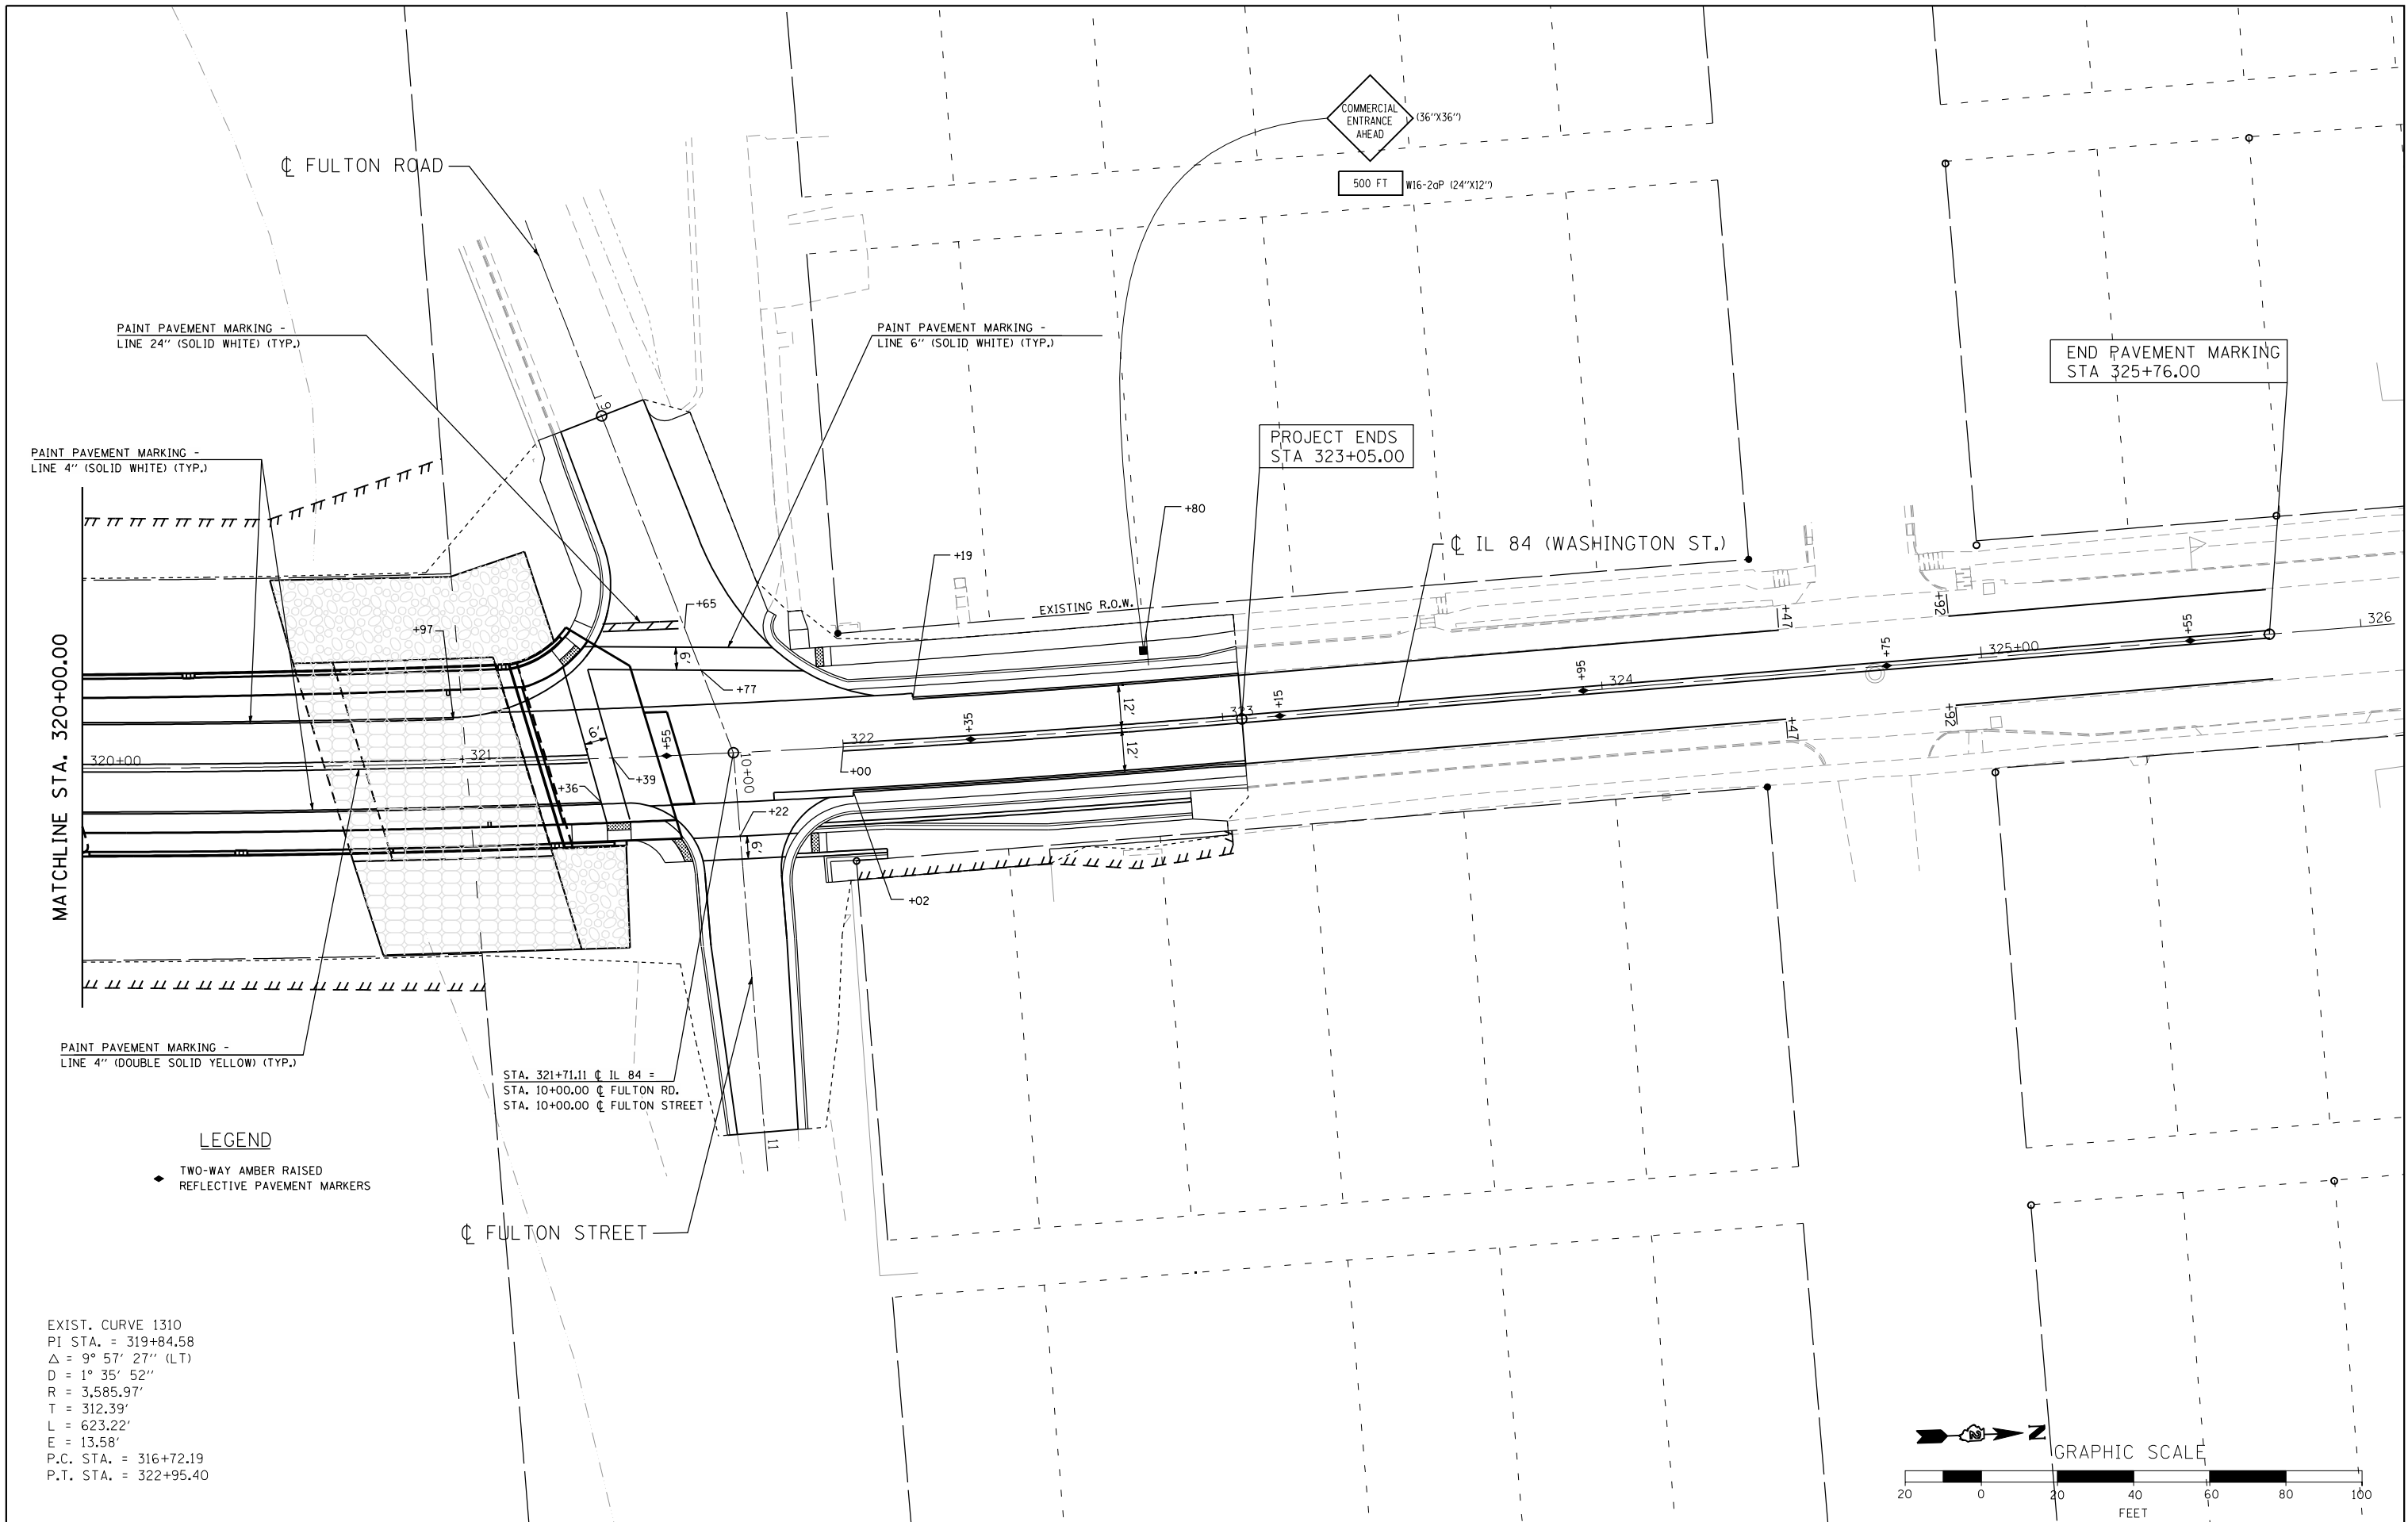 COMMERCIAL
ENTRANCE
AHEAD
(36"X36")
500 FT
W16-2aP (24"X12")
℄ FULTON ROAD
PAINT PAVEMENT MARKING -
LINE 24" (SOLID WHITE) (TYP.)
PAINT PAVEMENT MARKING -
LINE 6" (SOLID WHITE) (TYP.)
END PAVEMENT MARKING
STA 325+76.00
PAINT PAVEMENT MARKING -
LINE 4" (SOLID WHITE) (TYP.)
PROJECT ENDS
STA 323+05.00
9
+80
+19
℄ IL 84 (WASHINGTON ST.)
EXISTING R.O.W.
+65
+97
6'
+77
+47
+92
+55
326
325+00
+75
324
+95
+15
323
12'
12'
+35
322
+00
+55
6'
+39
+36
321
320+00
10+00
+47
+92
+22
6'
+02
MATCHLINE STA. 320+00.00
PAINT PAVEMENT MARKING -
LINE 4" (DOUBLE SOLID YELLOW) (TYP.)
STA. 321+71.11 ℄ IL 84 =
STA. 10+00.00 ℄ FULTON RD.
STA. 10+00.00 ℄ FULTON STREET
11
LEGEND
TWO-WAY AMBER RAISED
REFLECTIVE PAVEMENT MARKERS
℄ FULTON STREET
EXIST. CURVE 1310
PI STA. = 319+84.58
Δ = 9° 57' 27" (LT)
D = 1° 35' 52"
R = 3,585.97'
T = 312.39'
L = 623.22'
E = 13.58'
P.C. STA. = 316+72.19
P.T. STA. = 322+95.40
N
GRAPHIC SCALE
20 0 20 40 60 80 100
FEET